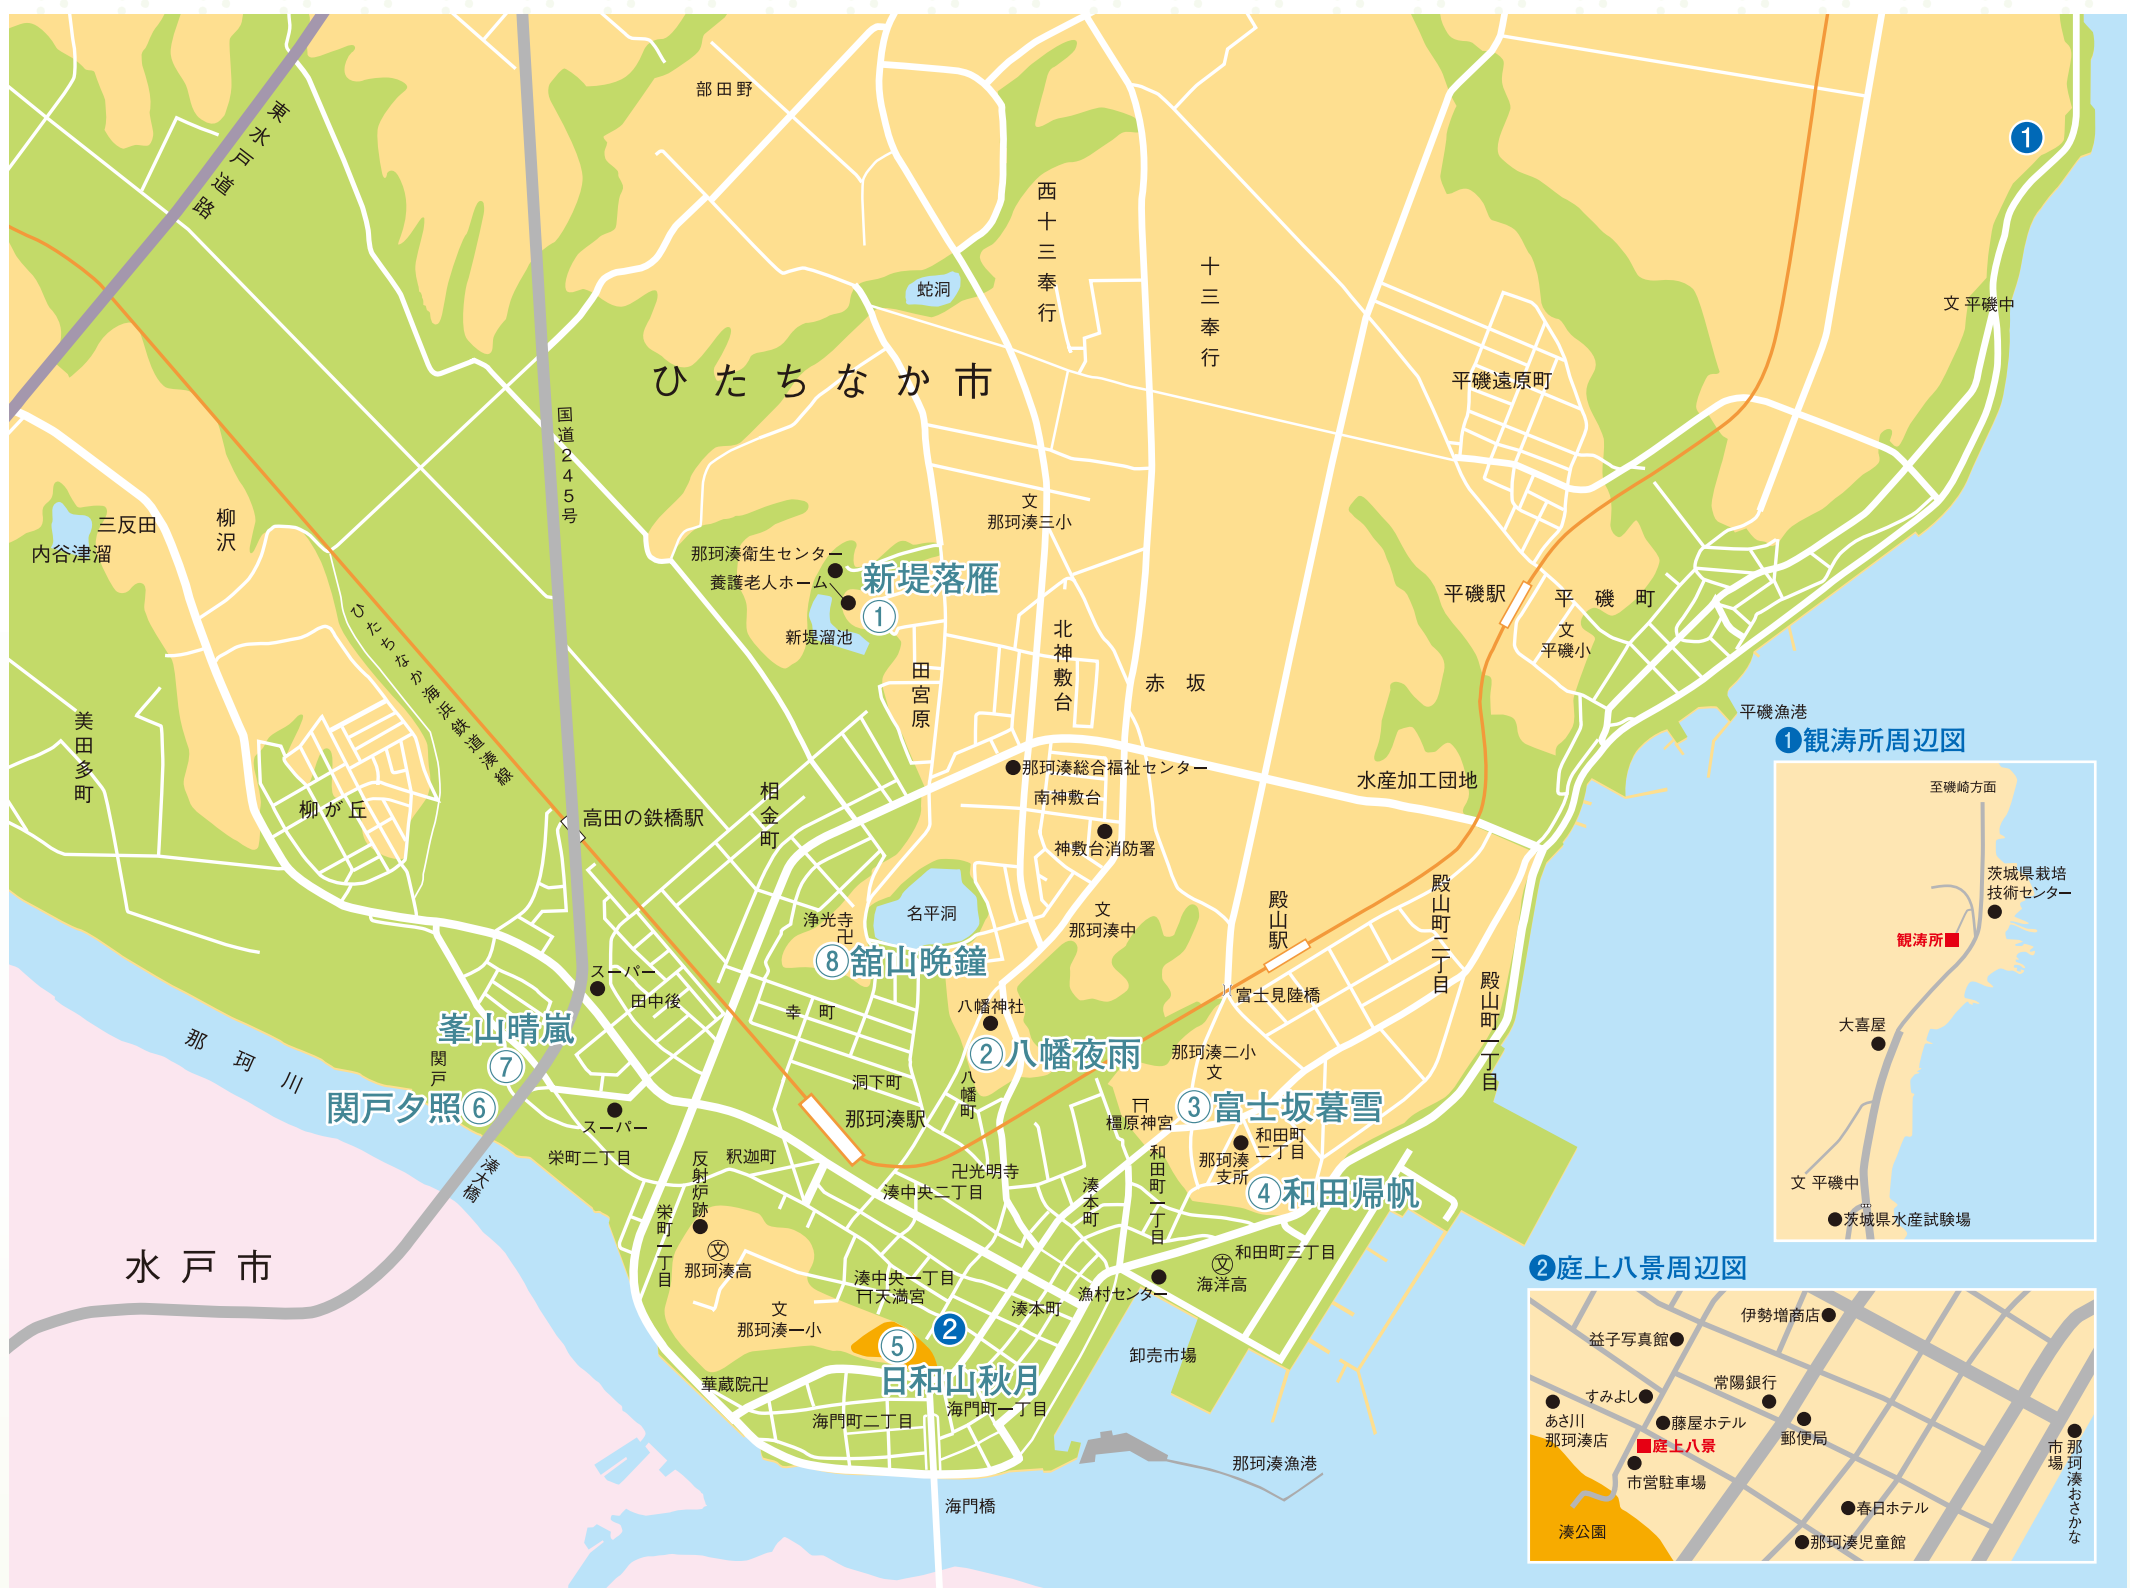 東水戸道路
部田野
西十三奉行
十三奉行
蛇洞
1
文 平磯中
ひたちなか市
平磯遠原町
国道245号
三反田
柳沢
内谷津溜
文
那珂湊三小
那珂湊衛生センター
養護老人ホーム
新堤落雁
①
新堤溜池
ひたちなか海浜鉄道湊線
北神敷台
田宮原
赤坂
平磯駅
平磯町
文
平磯小
平磯漁港
美田多町
柳が丘
高田の鉄橋駅
相金町
那珂湊総合福祉センター
南神敷台
神敷台消防署
水産加工団地
浄光寺
卍
名平洞
⑧舘山晩鐘
文
那珂湊中
殿山駅
殿山町二丁目
殿山町一丁目
富士見陸橋
スーパー
田中後
幸町
八幡神社
②八幡夜雨
那珂湊二小
文
峯山晴嵐
⑦
関戸
関戸夕照⑥
那珂川
スーパー
洞下町
八幡町
那珂湊駅
橿原神宮
③富士坂暮雪
和田町二丁目
那珂湊支所
④和田帰帆
湊大橋
栄町二丁目
反射炉跡
釈迦町
卍光明寺
湊中央二丁目
湊本町
和田町一丁目
栄町一丁目
水戸市
文
那珂湊高
湊中央一丁目
天満宮
文
那珂湊一小
2
⑤
日和山秋月
湊本町
漁村センター
文
海洋高
和田町三丁目
卸売市場
華蔵院卍
海門町二丁目
海門町一丁目
海門橋
那珂湊漁港
1観涛所周辺図
至磯崎方面
茨城県栽培
技術センター
観涛所
大喜屋
文 平磯中
茨城県水産試験場
2庭上八景周辺図
伊勢増商店
益子写真館
常陽銀行
すみよし
あさ川
那珂湊店
藤屋ホテル
郵便局
庭上八景
市営駐車場
那珂湊おさかな
市場
春日ホテル
湊公園
那珂湊児童館